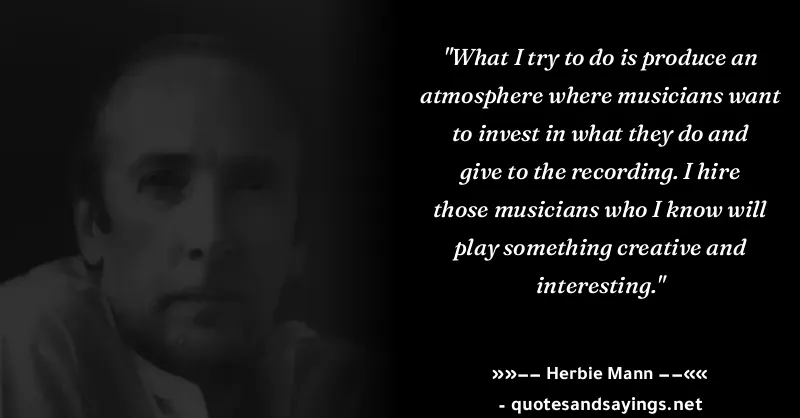 "What I try to do is produce an
atmosphere where musicians want
to invest in what they do and
give to the recording. I hire
those musicians who I know will
play something creative and
interesting."
»»−− Herbie Mann −−««
- quotesandsayings.net